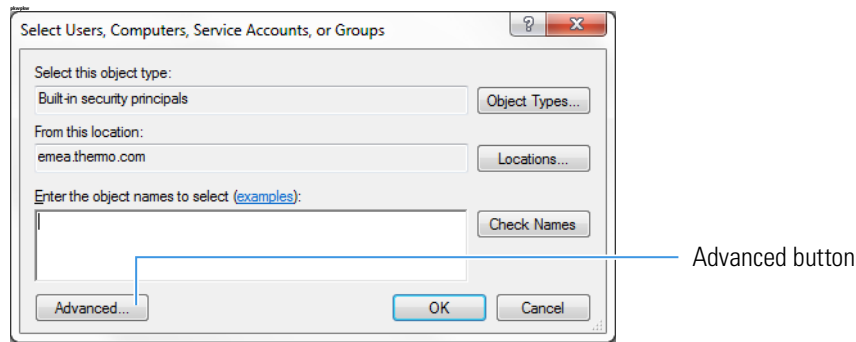 Select Users, Computers, Service Accounts, or Groups
Select this object type:
Built-in security principals
Object Types...
From this location:
emea.thermo.com
Locations...
Enter the object names to select (examples):
Check Names
Advanced button
Advanced...
OK
Cancel